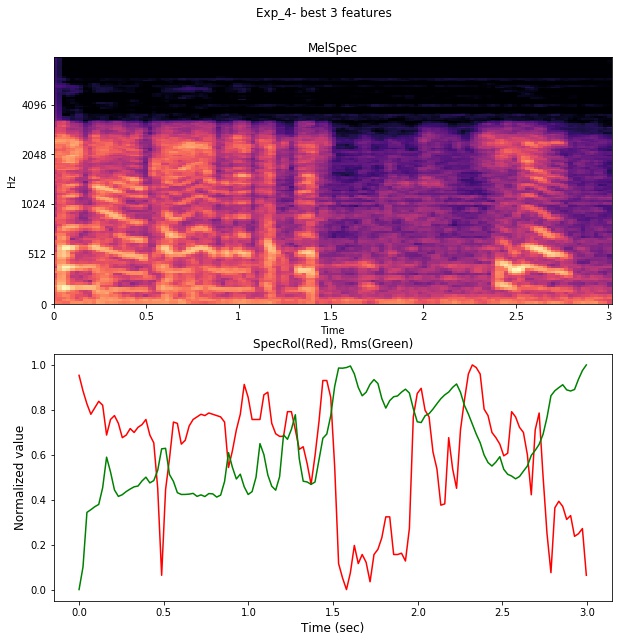 Exp_4- best 3 features
MelSpec
4096
2048
1024
512
0
Hz
0 0.5 1 1.5 2 2.5 3
Time
SpecRol(Red), Rms(Green)
1.0
0.8
0.6
0.4
0.2
0.0
Normalized value
0.0 0.5 1.0 1.5 2.0 2.5 3.0
Time (sec)